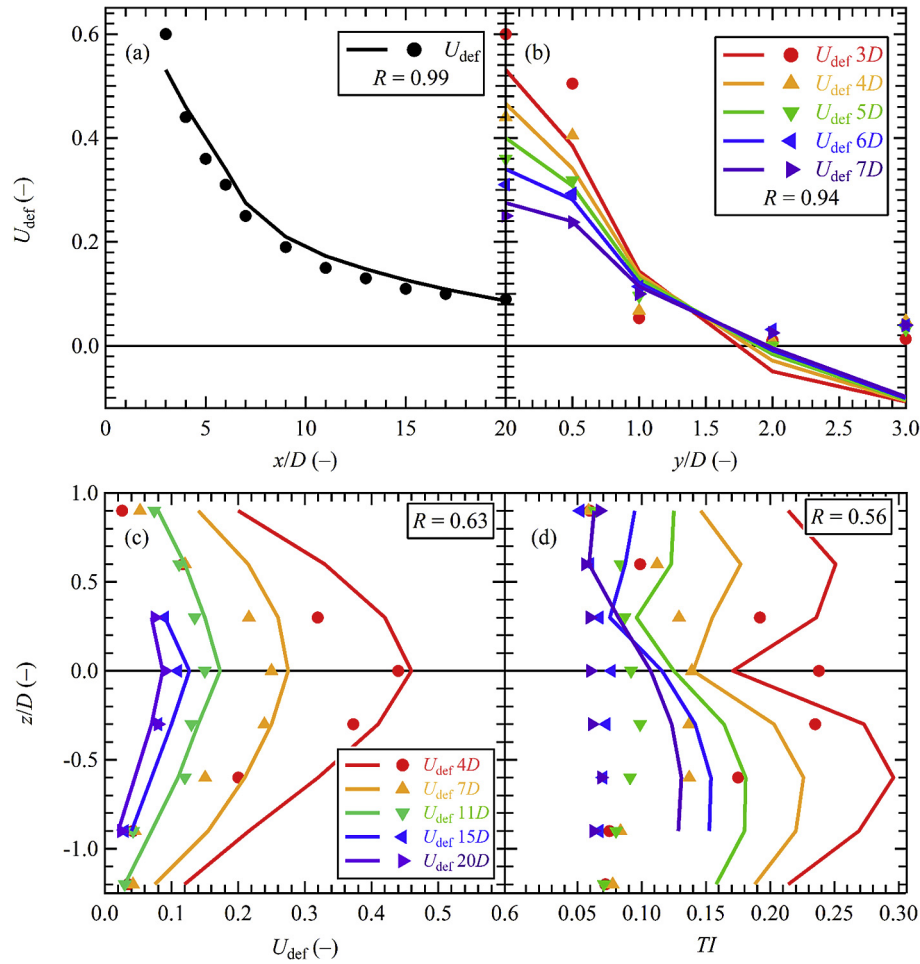 (a)
U_def
R = 0.99
0.6
0.4
0.2
0.0
U_def (–)
0
5
10
15
20
x/D (–)
(b)
U_def 3D
U_def 4D
U_def 5D
U_def 6D
U_def 7D
R = 0.94
0.5
1.0
1.5
2.0
2.5
3.0
y/D (–)
(c)
R = 0.63
1.0
0.5
0.0
-0.5
-1.0
z/D (–)
U_def 4D
U_def 7D
U_def 11D
U_def 15D
U_def 20D
0.0
0.1
0.2
0.3
0.4
0.5
0.6
U_def (–)
(d)
R = 0.56
0.05
0.10
0.15
0.20
0.25
0.30
TI